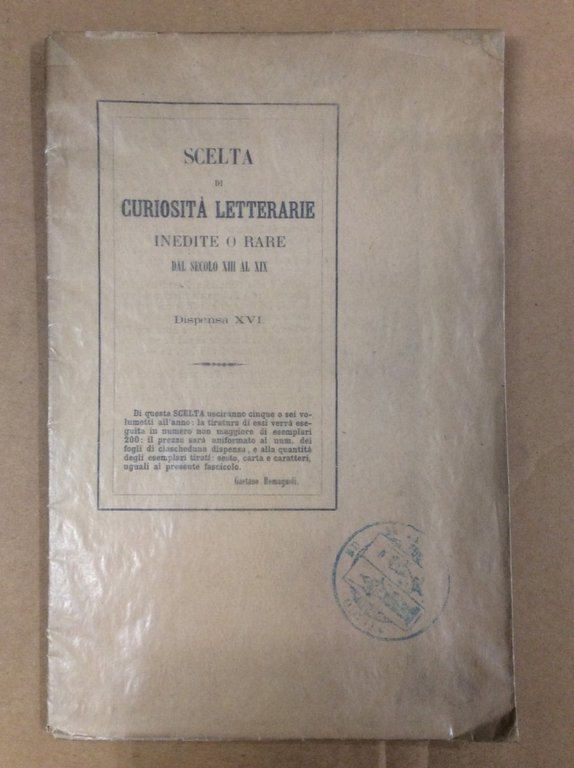 SCELTA
DI
CURIOSITÀ LETTERARIE
INEDITE O RARE
DAL SECOLO XIII AL XIX
Dispensa XVI.
Di questa SCELTA usciranno cinque o sei vo-
lumetti all'anno: la tiratura di essi verrà ese-
guita in numero non maggiore di esemplari
200: il prezzo sarà uniformato al num. dei
fogli di ciascheduna dispensa, e alla quantità
degli esemplari tirati: sesto, carta e caratteri,
uguali al presente fascicolo.
Gaetano Romagnoli.